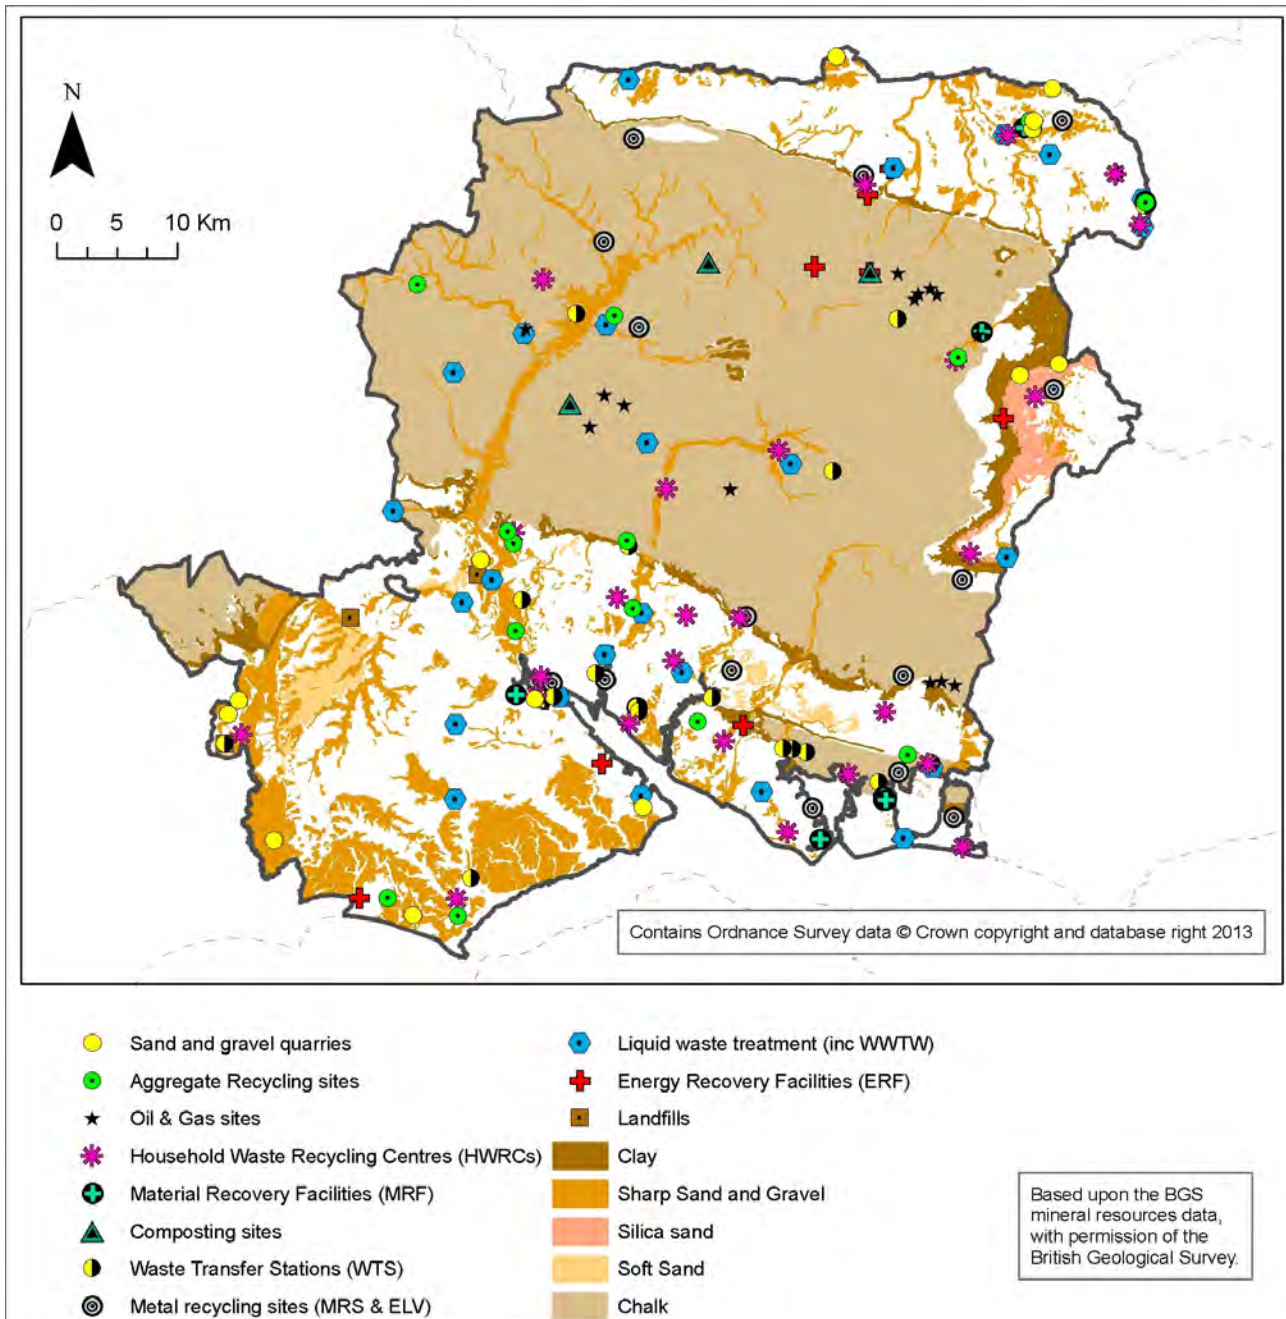 N
0 5 10 Km
Contains Ordnance Survey data © Crown copyright and database right 2013
Sand and gravel quarries
Aggregate Recycling sites
Oil & Gas sites
Household Waste Recycling Centres (HWRCs)
Material Recovery Facilities (MRF)
Composting sites
Waste Transfer Stations (WTS)
Metal recycling sites (MRS & ELV)
Liquid waste treatment (inc WWTW)
Energy Recovery Facilities (ERF)
Landfills
Clay
Sharp Sand and Gravel
Silica sand
Soft Sand
Chalk
Based upon the BGS
mineral resources data,
with permission of the
British Geological Survey.